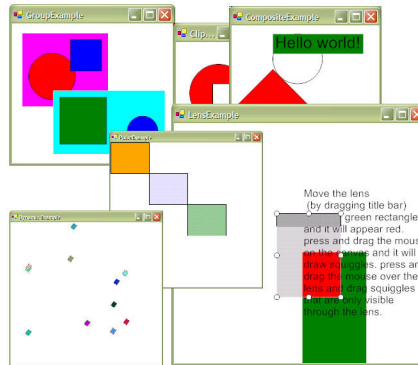 GroupExample
Clip...
CompositeExample
Hello world!
LensExample
Move the lens
(by dragging title bar)
green rectangle
and it will appear red.
press and drag the mous
on the canvas and it will
draw squiggles. press an
drag the mouse over the
lens and drag squiggles
that are only visible
through the lens.